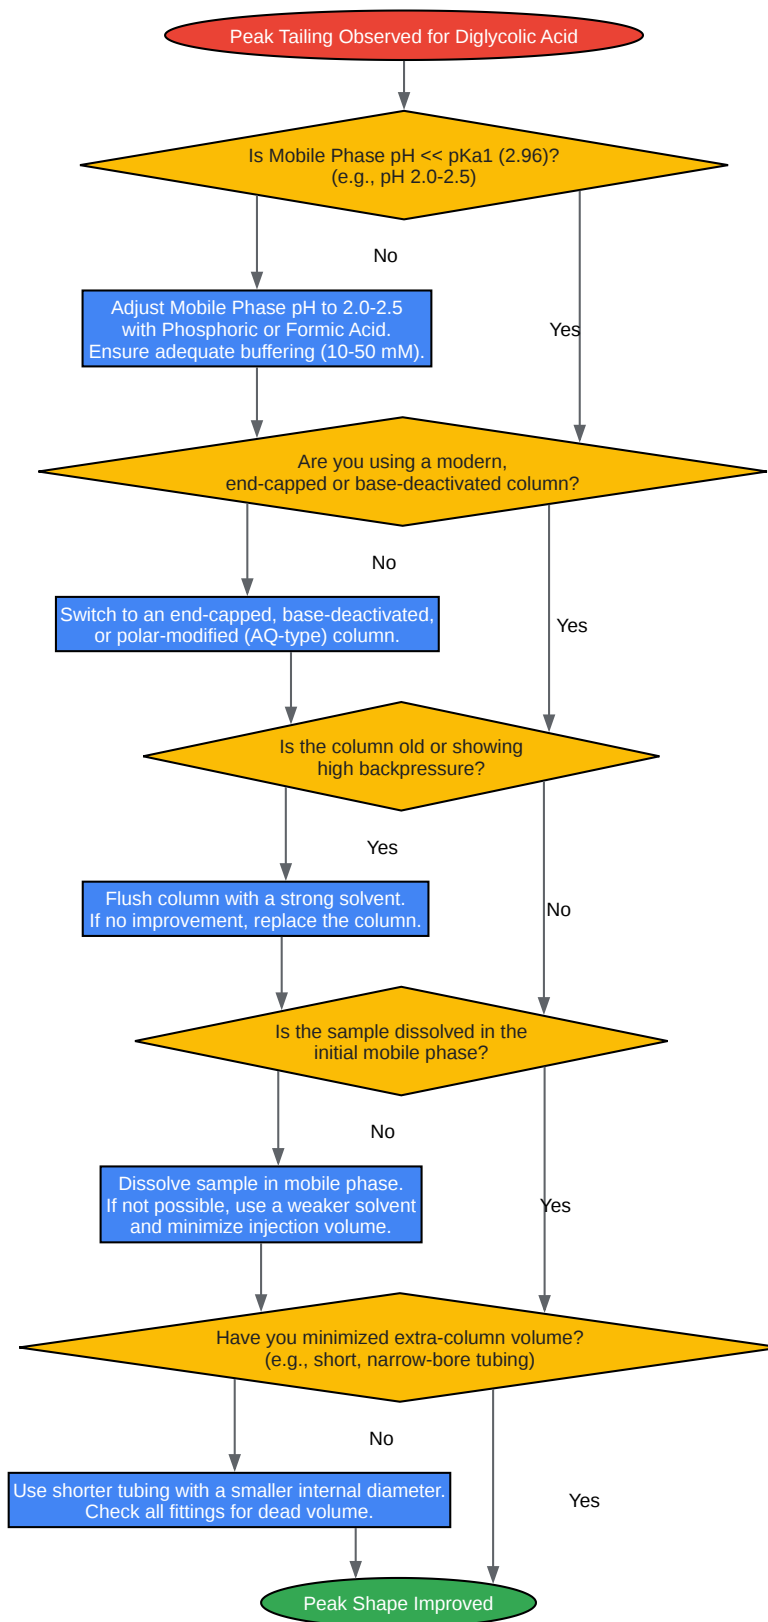 Peak Tailing Observed for Diglycolic Acid
Is Mobile Phase pH << pKa1 (2.96)?
(e.g., pH 2.0-2.5)
No
Adjust Mobile Phase pH to 2.0-2.5
with Phosphoric or Formic Acid.
Ensure adequate buffering (10-50 mM).
Yes
Are you using a modern,
end-capped or base-deactivated column?
No
Switch to an end-capped, base-deactivated,
or polar-modified (AQ-type) column.
Yes
Is the column old or showing
high backpressure?
Yes
Flush column with a strong solvent.
If no improvement, replace the column.
No
Is the sample dissolved in the
initial mobile phase?
No
Dissolve sample in mobile phase.
If not possible, use a weaker solvent
and minimize injection volume.
Yes
Have you minimized extra-column volume?
(e.g., short, narrow-bore tubing)
No
Use shorter tubing with a smaller internal diameter.
Check all fittings for dead volume.
Yes
Peak Shape Improved